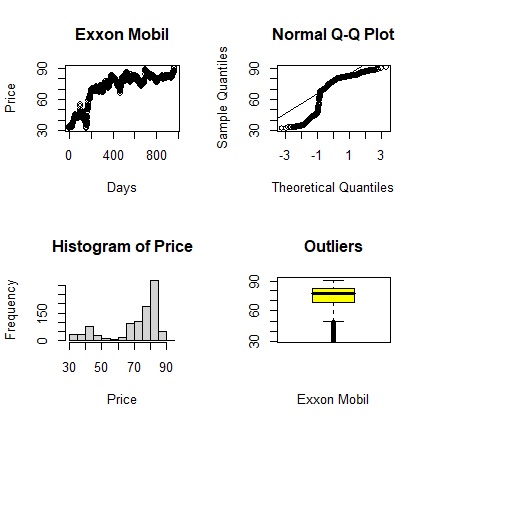 Exxon Mobil
Price
30 60 90
0 400 800
Days
Normal Q-Q Plot
Sample Quantiles
30 60 90
-3 -1 1 3
Theoretical Quantiles
Histogram of Price
Frequency
0 150
30 50 70 90
Price
Outliers
30 60 90
Exxon Mobil